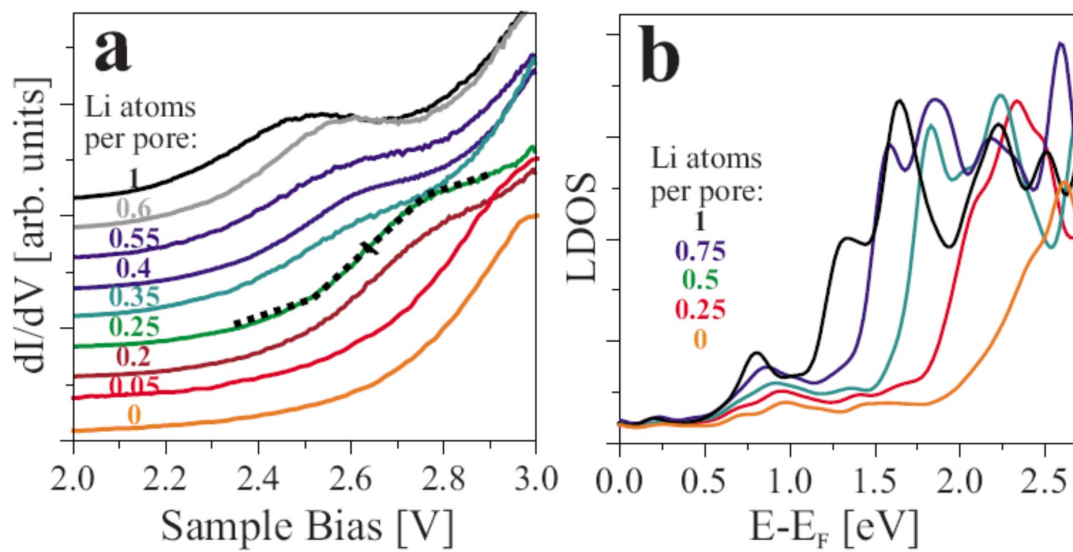 a
Li atoms
per pore:
1
0.6
0.55
0.4
0.35
0.25
0.2
0.05
0
dI/dV [arb. units]
2.0 2.2 2.4 2.6 2.8 3.0
Sample Bias [V]
b
Li atoms
per pore:
1
0.75
0.5
0.25
0
LDOS
0.0 0.5 1.0 1.5 2.0 2.5
E-E_F [eV]